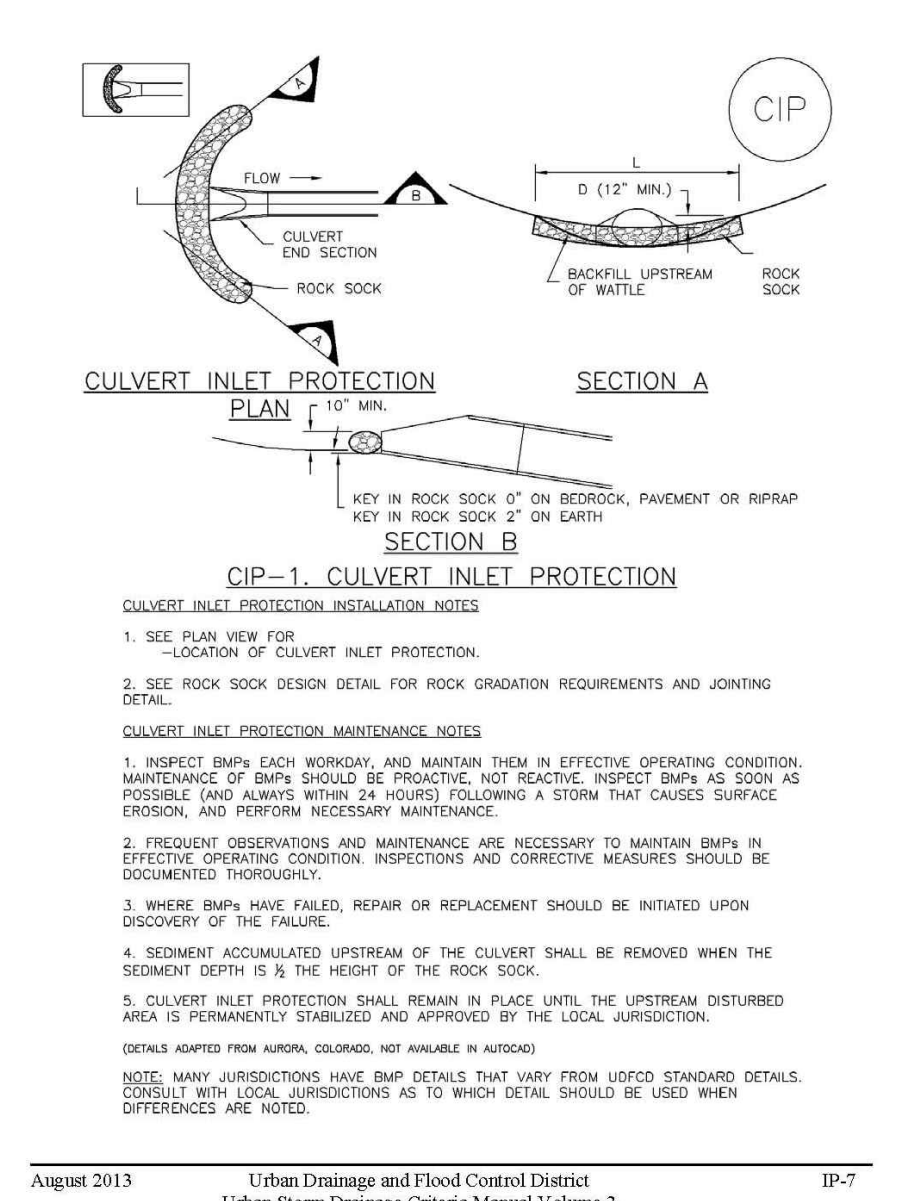 A
CIP
FLOW
B
L
D (12" MIN.)
CULVERT
END SECTION
BACKFILL UPSTREAM
OF WATTLE
ROCK
SOCK
ROCK SOCK
A
CULVERT INLET PROTECTION
PLAN
SECTION A
10" MIN.
KEY IN ROCK SOCK 0" ON BEDROCK, PAVEMENT OR RIPRAP
KEY IN ROCK SOCK 2" ON EARTH
SECTION B
CIP-1. CULVERT INLET PROTECTION
CULVERT INLET PROTECTION INSTALLATION NOTES
1. SEE PLAN VIEW FOR
-LOCATION OF CULVERT INLET PROTECTION.
2. SEE ROCK SOCK DESIGN DETAIL FOR ROCK GRADATION REQUIREMENTS AND JOINTING
DETAIL.
CULVERT INLET PROTECTION MAINTENANCE NOTES
1. INSPECT BMPs EACH WORKDAY, AND MAINTAIN THEM IN EFFECTIVE OPERATING CONDITION.
MAINTENANCE OF BMPs SHOULD BE PROACTIVE, NOT REACTIVE. INSPECT BMPs AS SOON AS
POSSIBLE (AND ALWAYS WITHIN 24 HOURS) FOLLOWING A STORM THAT CAUSES SURFACE
EROSION, AND PERFORM NECESSARY MAINTENANCE.
2. FREQUENT OBSERVATIONS AND MAINTENANCE ARE NECESSARY TO MAINTAIN BMPs IN
EFFECTIVE OPERATING CONDITION. INSPECTIONS AND CORRECTIVE MEASURES SHOULD BE
DOCUMENTED THOROUGHLY.
3. WHERE BMPs HAVE FAILED, REPAIR OR REPLACEMENT SHOULD BE INITIATED UPON
DISCOVERY OF THE FAILURE.
4. SEDIMENT ACCUMULATED UPSTREAM OF THE CULVERT SHALL BE REMOVED WHEN THE
SEDIMENT DEPTH IS ½ THE HEIGHT OF THE ROCK SOCK.
5. CULVERT INLET PROTECTION SHALL REMAIN IN PLACE UNTIL THE UPSTREAM DISTURBED
AREA IS PERMANENTLY STABILIZED AND APPROVED BY THE LOCAL JURISDICTION.
(DETAILS ADAPTED FROM AURORA, COLORADO, NOT AVAILABLE IN AUTOCAD)
NOTE: MANY JURISDICTIONS HAVE BMP DETAILS THAT VARY FROM UDFCD STANDARD DETAILS.
CONSULT WITH LOCAL JURISDICTIONS AS TO WHICH DETAIL SHOULD BE USED WHEN
DIFFERENCES ARE NOTED.
August 2013 Urban Drainage and Flood Control District IP-7
Urban Storm Drainage Criteria Manual Volume 3